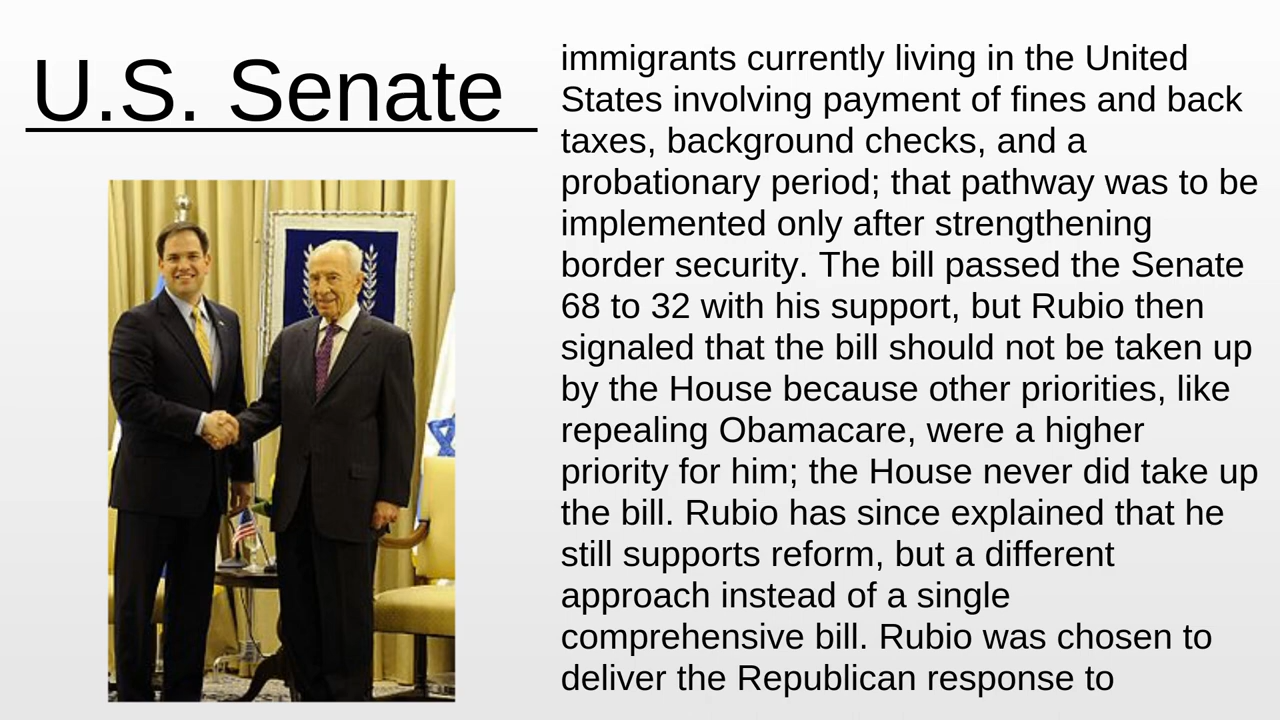 U.S. Senate
immigrants currently living in the United
States involving payment of fines and back
taxes, background checks, and a
probationary period; that pathway was to be
implemented only after strengthening
border security. The bill passed the Senate
68 to 32 with his support, but Rubio then
signaled that the bill should not be taken up
by the House because other priorities, like
repealing Obamacare, were a higher
priority for him; the House never did take up
the bill. Rubio has since explained that he
still supports reform, but a different
approach instead of a single
comprehensive bill. Rubio was chosen to
deliver the Republican response to